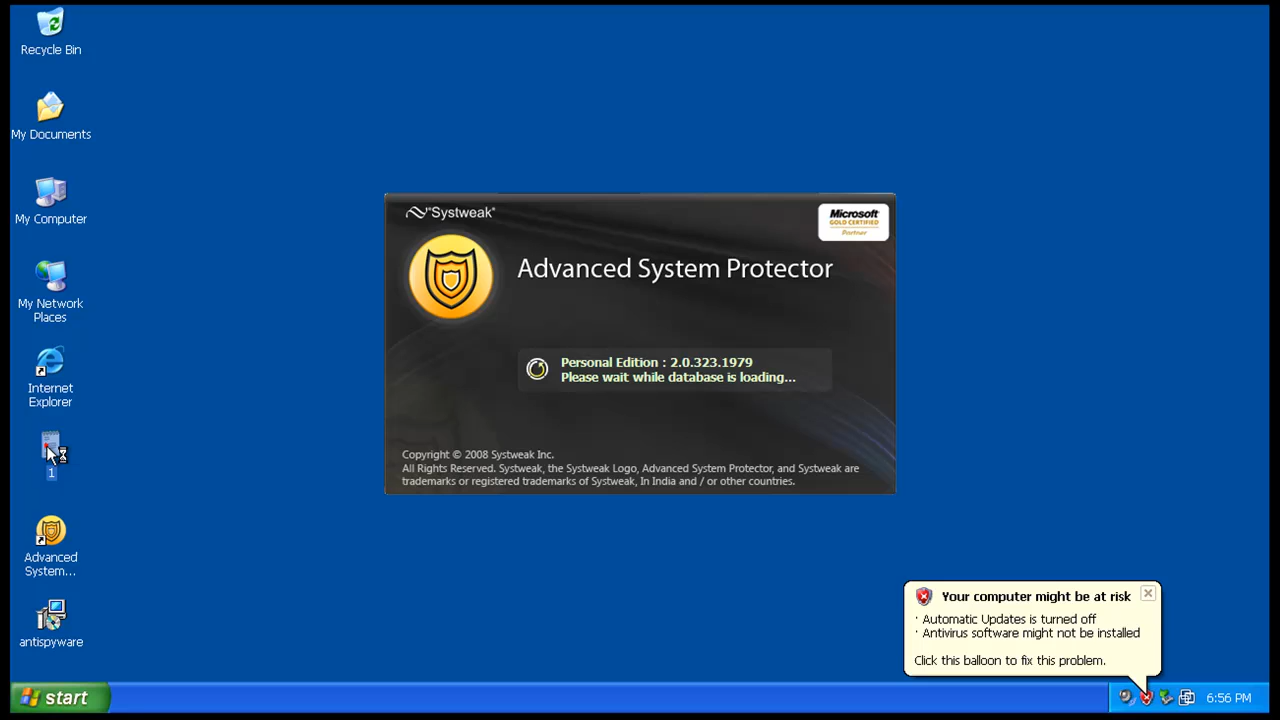 Recycle Bin
My Documents
My Computer
My Network
Places
Internet
Explorer
1
Advanced
System...
antispyware
Systweak®
Microsoft
GOLD CERTIFIED
Partner
Advanced System Protector
Personal Edition : 2.0.323.1979
Please wait while database is loading...
Copyright © 2008 Systweak Inc.
All Rights Reserved. Systweak, the Systweak Logo, Advanced System Protector, and Systweak are
trademarks or registered trademarks of Systweak, In India and / or other countries.
Your computer might be at risk
· Automatic Updates is turned off
· Antivirus software might not be installed
Click this balloon to fix this problem.
start
6:56 PM